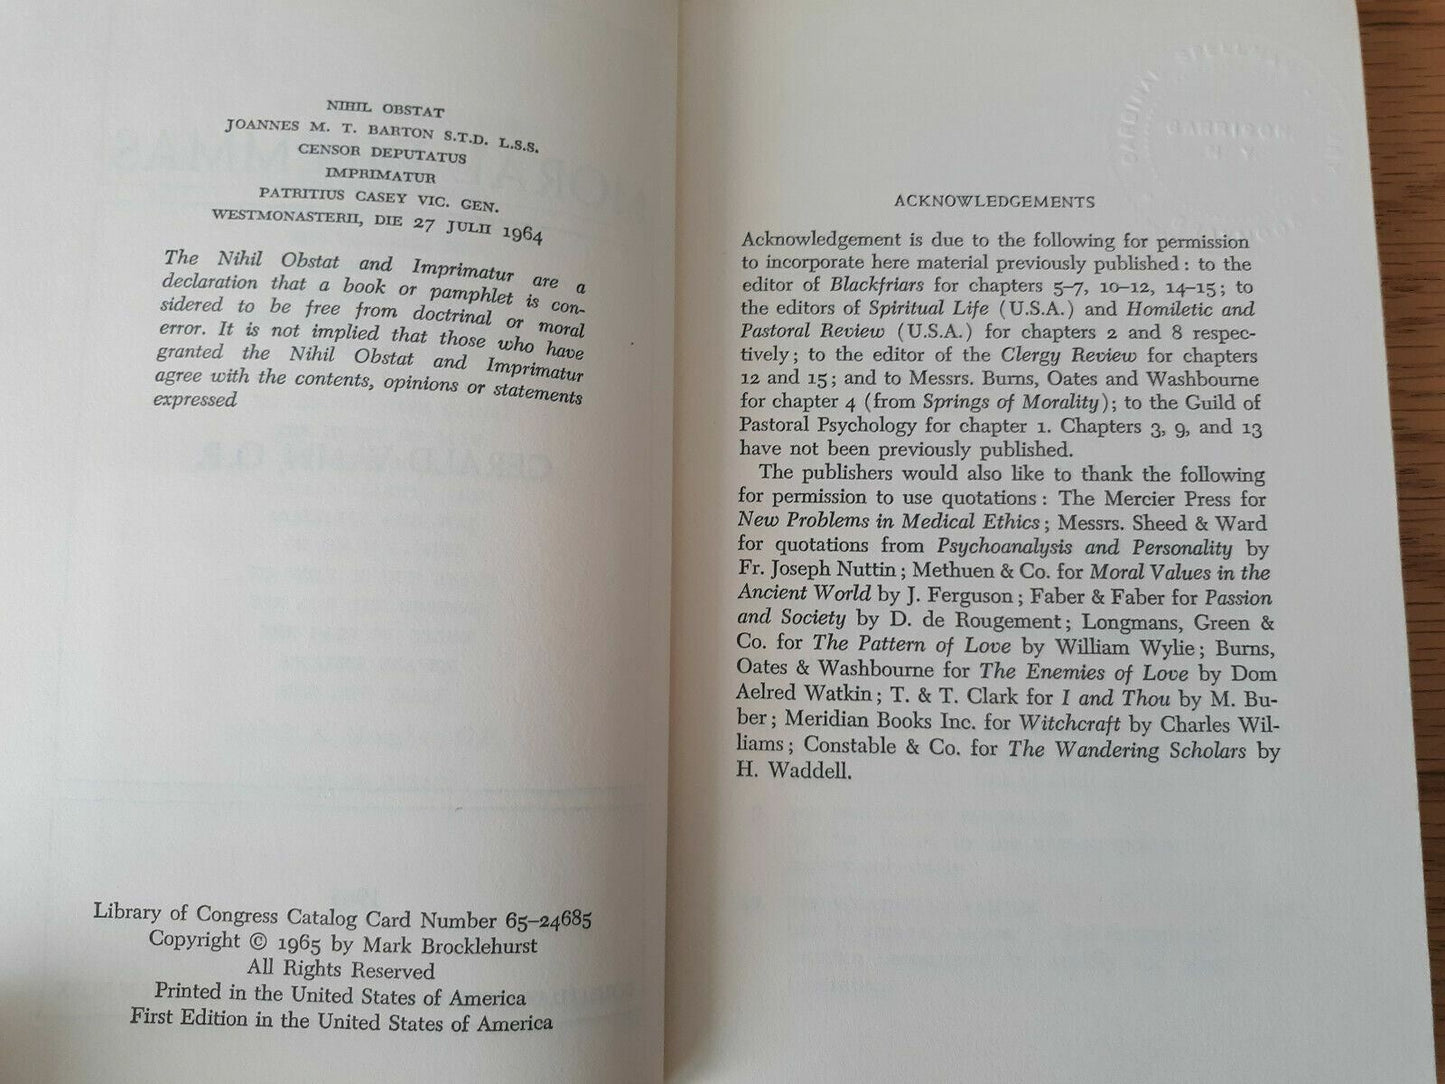 NIHIL OBSTAT
JOANNES M. T. BARTON S.T.D. L.S.S.
CENSOR DEPUTATUS
IMPRIMATUR
PATRITIUS CASEY VIC. GEN.
WESTMONASTERII, DIE 27 JULII 1964
The Nihil Obstat and Imprimatur are a
declaration that a book or pamphlet is con-
sidered to be free from doctrinal or moral
error. It is not implied that those who have
granted the Nihil Obstat and Imprimatur
agree with the contents, opinions or statements
expressed
Library of Congress Catalog Card Number 65–24685
Copyright © 1965 by Mark Brocklehurst
All Rights Reserved
Printed in the United States of America
First Edition in the United States of America
CARDINAL SPELLMAN
ACKNOWLEDGEMENTS
Acknowledgement is due to the following for permission
to incorporate here material previously published : to the
editor of Blackfriars for chapters 5–7, 10–12, 14–15 ; to
the editors of Spiritual Life (U.S.A.) and Homiletic and
Pastoral Review (U.S.A.) for chapters 2 and 8 respec-
tively ; to the editor of the Clergy Review for chapters
12 and 15 ; and to Messrs. Burns, Oates and Washbourne
for chapter 4 (from Springs of Morality) ; to the Guild of
Pastoral Psychology for chapter 1. Chapters 3, 9, and 13
have not been previously published.
The publishers would also like to thank the following
for permission to use quotations : The Mercier Press for
New Problems in Medical Ethics ; Messrs. Sheed & Ward
for quotations from Psychoanalysis and Personality by
Fr. Joseph Nuttin ; Methuen & Co. for Moral Values in the
Ancient World by J. Ferguson ; Faber & Faber for Passion
and Society by D. de Rougement ; Longmans, Green &
Co. for The Pattern of Love by William Wylie ; Burns,
Oates & Washbourne for The Enemies of Love by Dom
Aelred Watkin ; T. & T. Clark for I and Thou by M. Bu-
ber ; Meridian Books Inc. for Witchcraft by Charles Wil-
liams ; Constable & Co. for The Wandering Scholars by
H. Waddell.